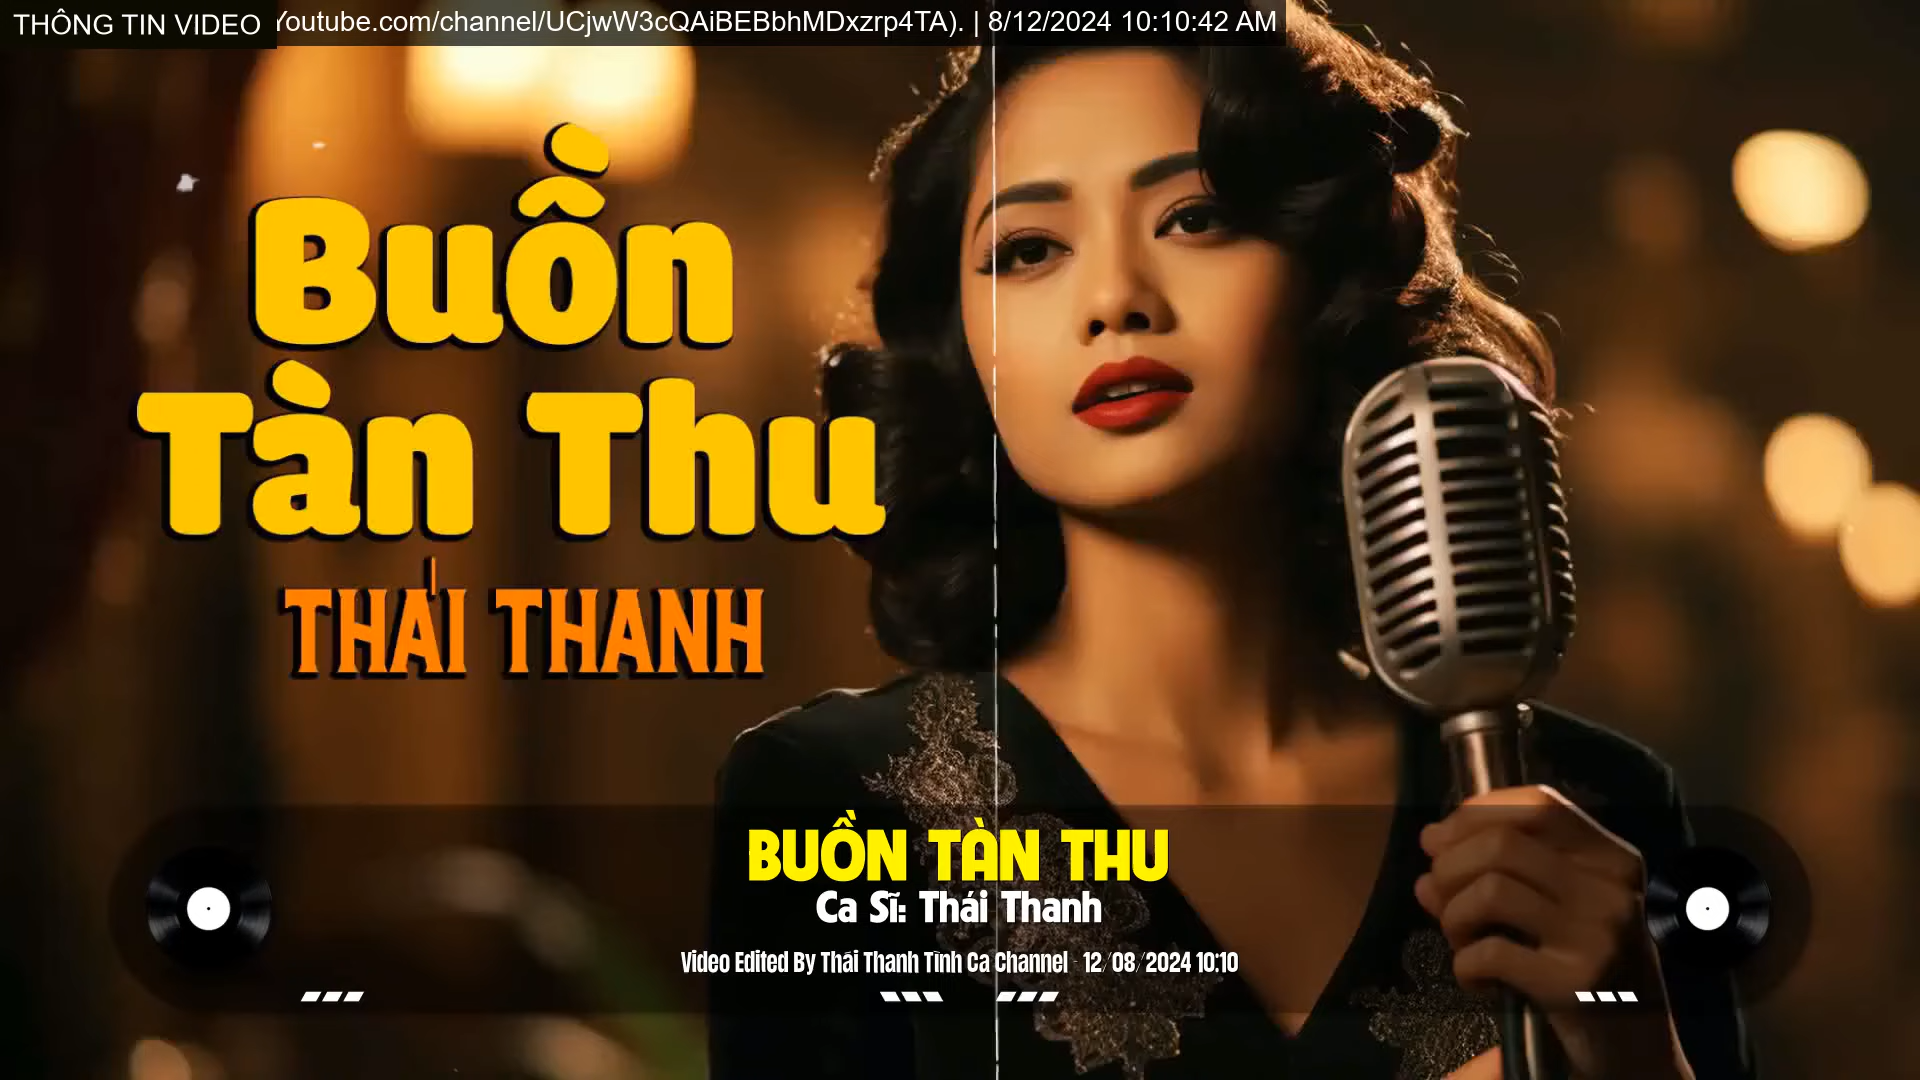 THÔNG TIN VIDEO Youtube.com/channel/UCjwW3cQAiBEBbhMDxzrp4TA). | 8/12/2024 10:10:42 AM
Buồn
Tàn Thu
THÁI THANH
BUỒN TÀN THU
Ca Sĩ: Thái Thanh
Video Edited By Thái Thanh Tình Ca Channel - 12/08/2024 10:10